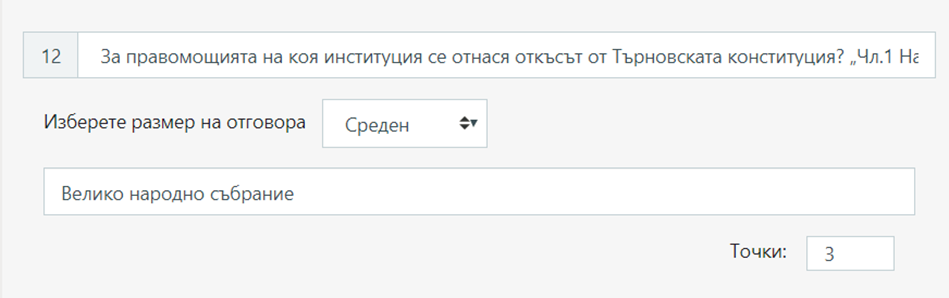 12 За правомощията на коя институция се отнася откъсът от Търновската конституция? „Чл.1 На
Изберете размер на отговора Среден
Велико народно събрание
Точки: 3